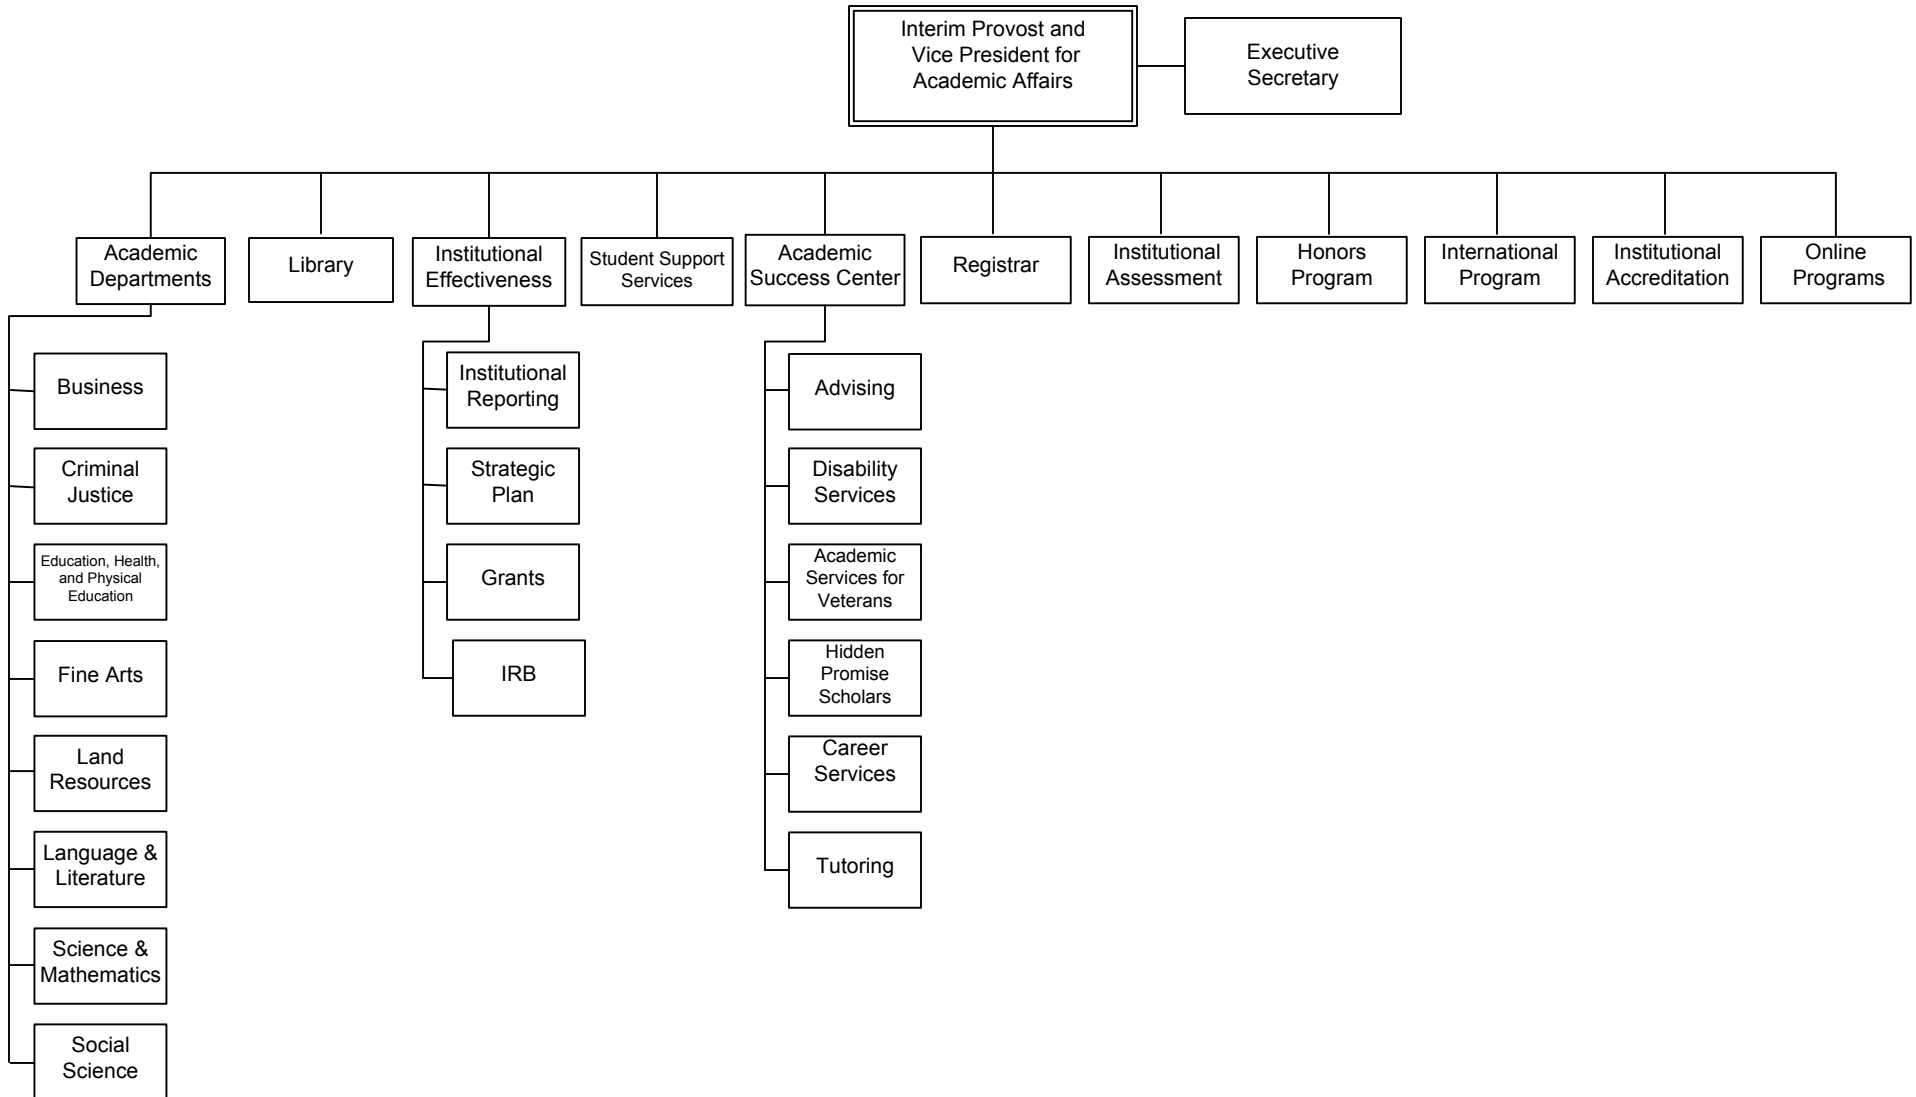 Interim Provost and
Vice President for
Academic Affairs
Executive
Secretary
Academic
Departments
Library
Institutional
Effectiveness
Student Support
Services
Academic
Success Center
Registrar
Institutional
Assessment
Honors
Program
International
Program
Institutional
Accreditation
Online
Programs
Business
Criminal
Justice
Education, Health,
and Physical
Education
Fine Arts
Land
Resources
Language &
Literature
Science &
Mathematics
Social
Science
Institutional
Reporting
Strategic
Plan
Grants
IRB
Advising
Disability
Services
Academic
Services for
Veterans
Hidden
Promise
Scholars
Career
Services
Tutoring